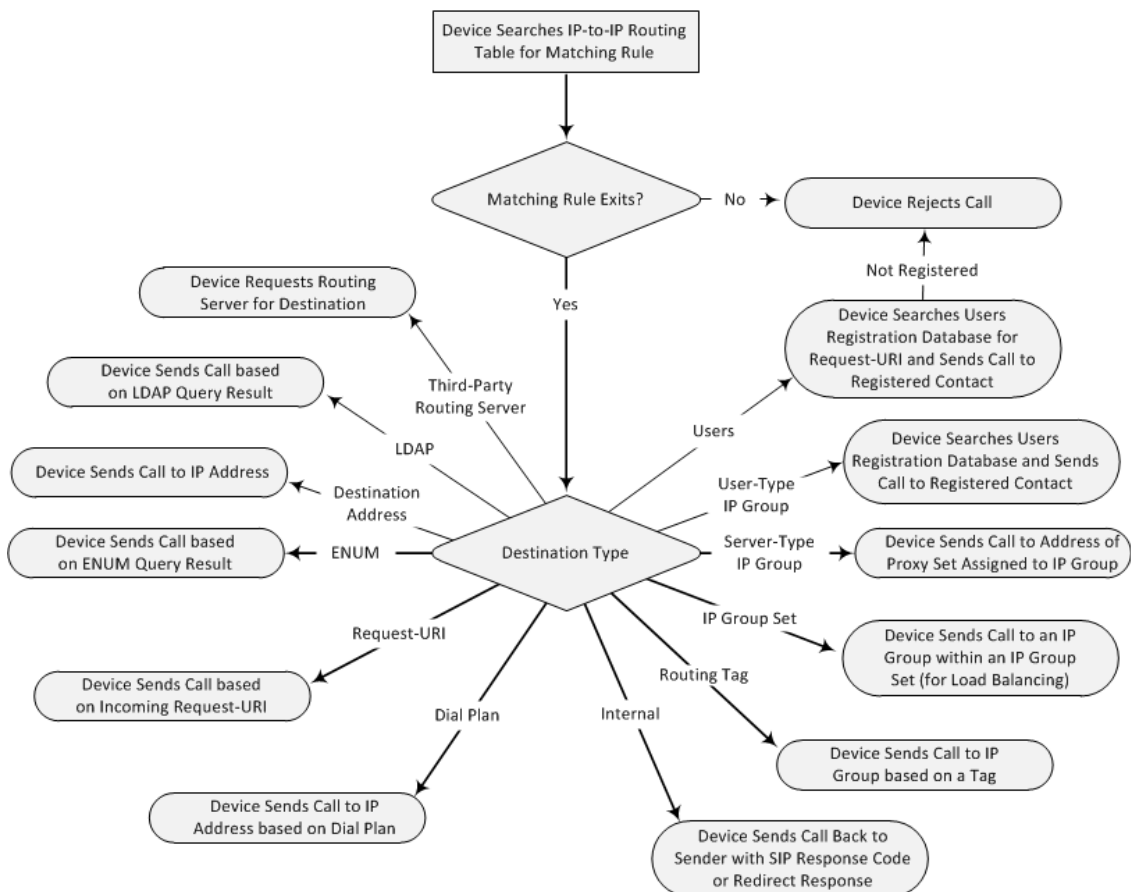 Device Searches IP-to-IP Routing
Table for Matching Rule
Matching Rule Exits?
No
Device Rejects Call
Not Registered
Yes
Device Requests Routing
Server for Destination
Device Searches Users
Registration Database for
Request-URI and Sends Call to
Registered Contact
Device Sends Call based
on LDAP Query Result
Third-Party
Routing Server
Users
LDAP
Device Searches Users
Registration Database and Sends
Call to Registered Contact
Device Sends Call to IP Address
Destination
Address
User-Type
IP Group
Device Sends Call based
on ENUM Query Result
ENUM
Destination Type
Server-Type
IP Group
Device Sends Call to Address of
Proxy Set Assigned to IP Group
Request-URI
IP Group Set
Device Sends Call to an IP
Group within an IP Group
Set (for Load Balancing)
Device Sends Call based
on Incoming Request-URI
Routing Tag
Dial Plan
Internal
Device Sends Call to IP
Group based on a Tag
Device Sends Call to IP
Address based on Dial Plan
Device Sends Call Back to
Sender with SIP Response Code
or Redirect Response